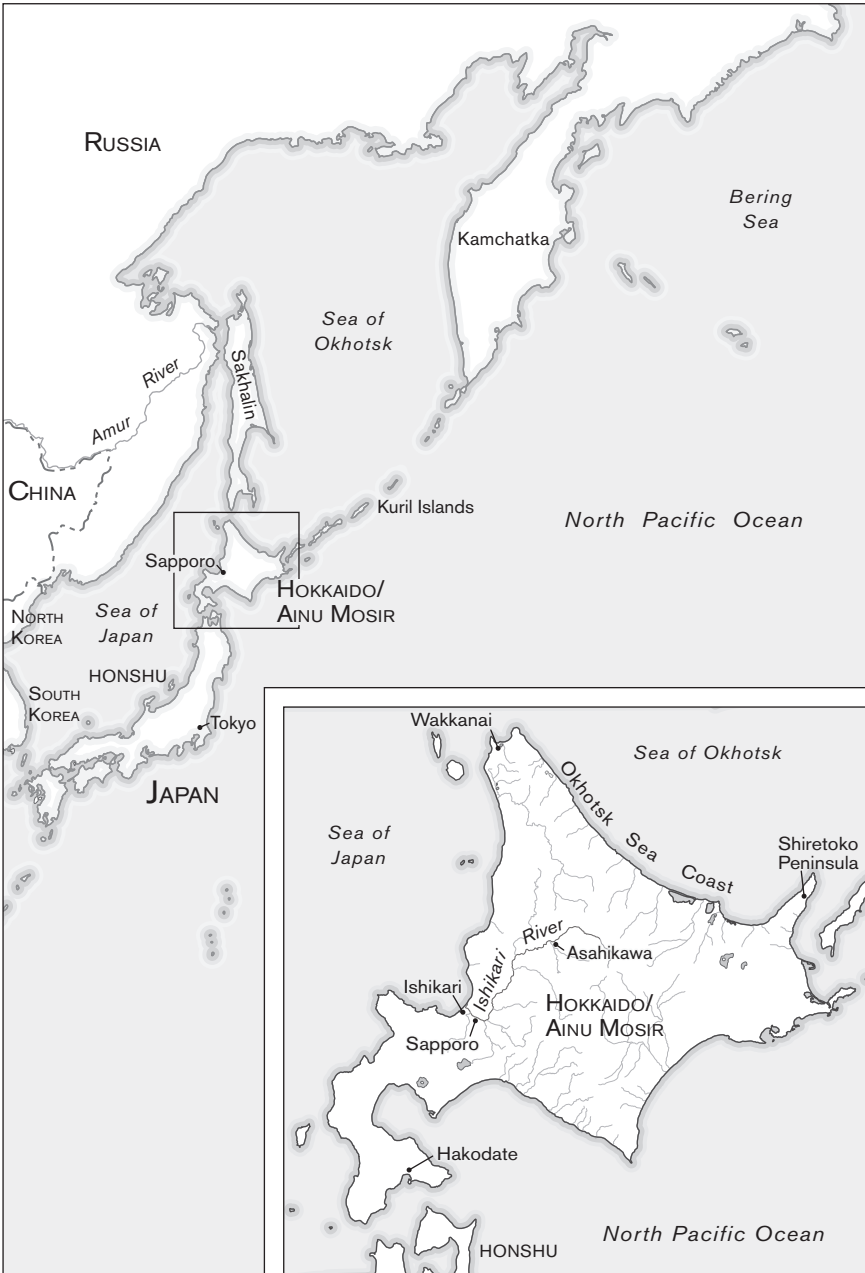 RUSSIA
Bering
Sea
Kamchatka
Sea of
Okhotsk
Sakhalin
Amur River
CHINA
Kuril Islands
North Pacific Ocean
Sapporo
HOKKAIDO/
AINU MOSIR
NORTH
KOREA
Sea of
Japan
HONSHU
SOUTH
KOREA
Tokyo
JAPAN
Wakkanai
Sea of Okhotsk
Okhotsk Sea Coast
Sea of
Japan
Shiretoko
Peninsula
Ishikari River
Asahikawa
Ishikari
HOKKAIDO/
AINU MOSIR
Sapporo
Hakodate
North Pacific Ocean
HONSHU